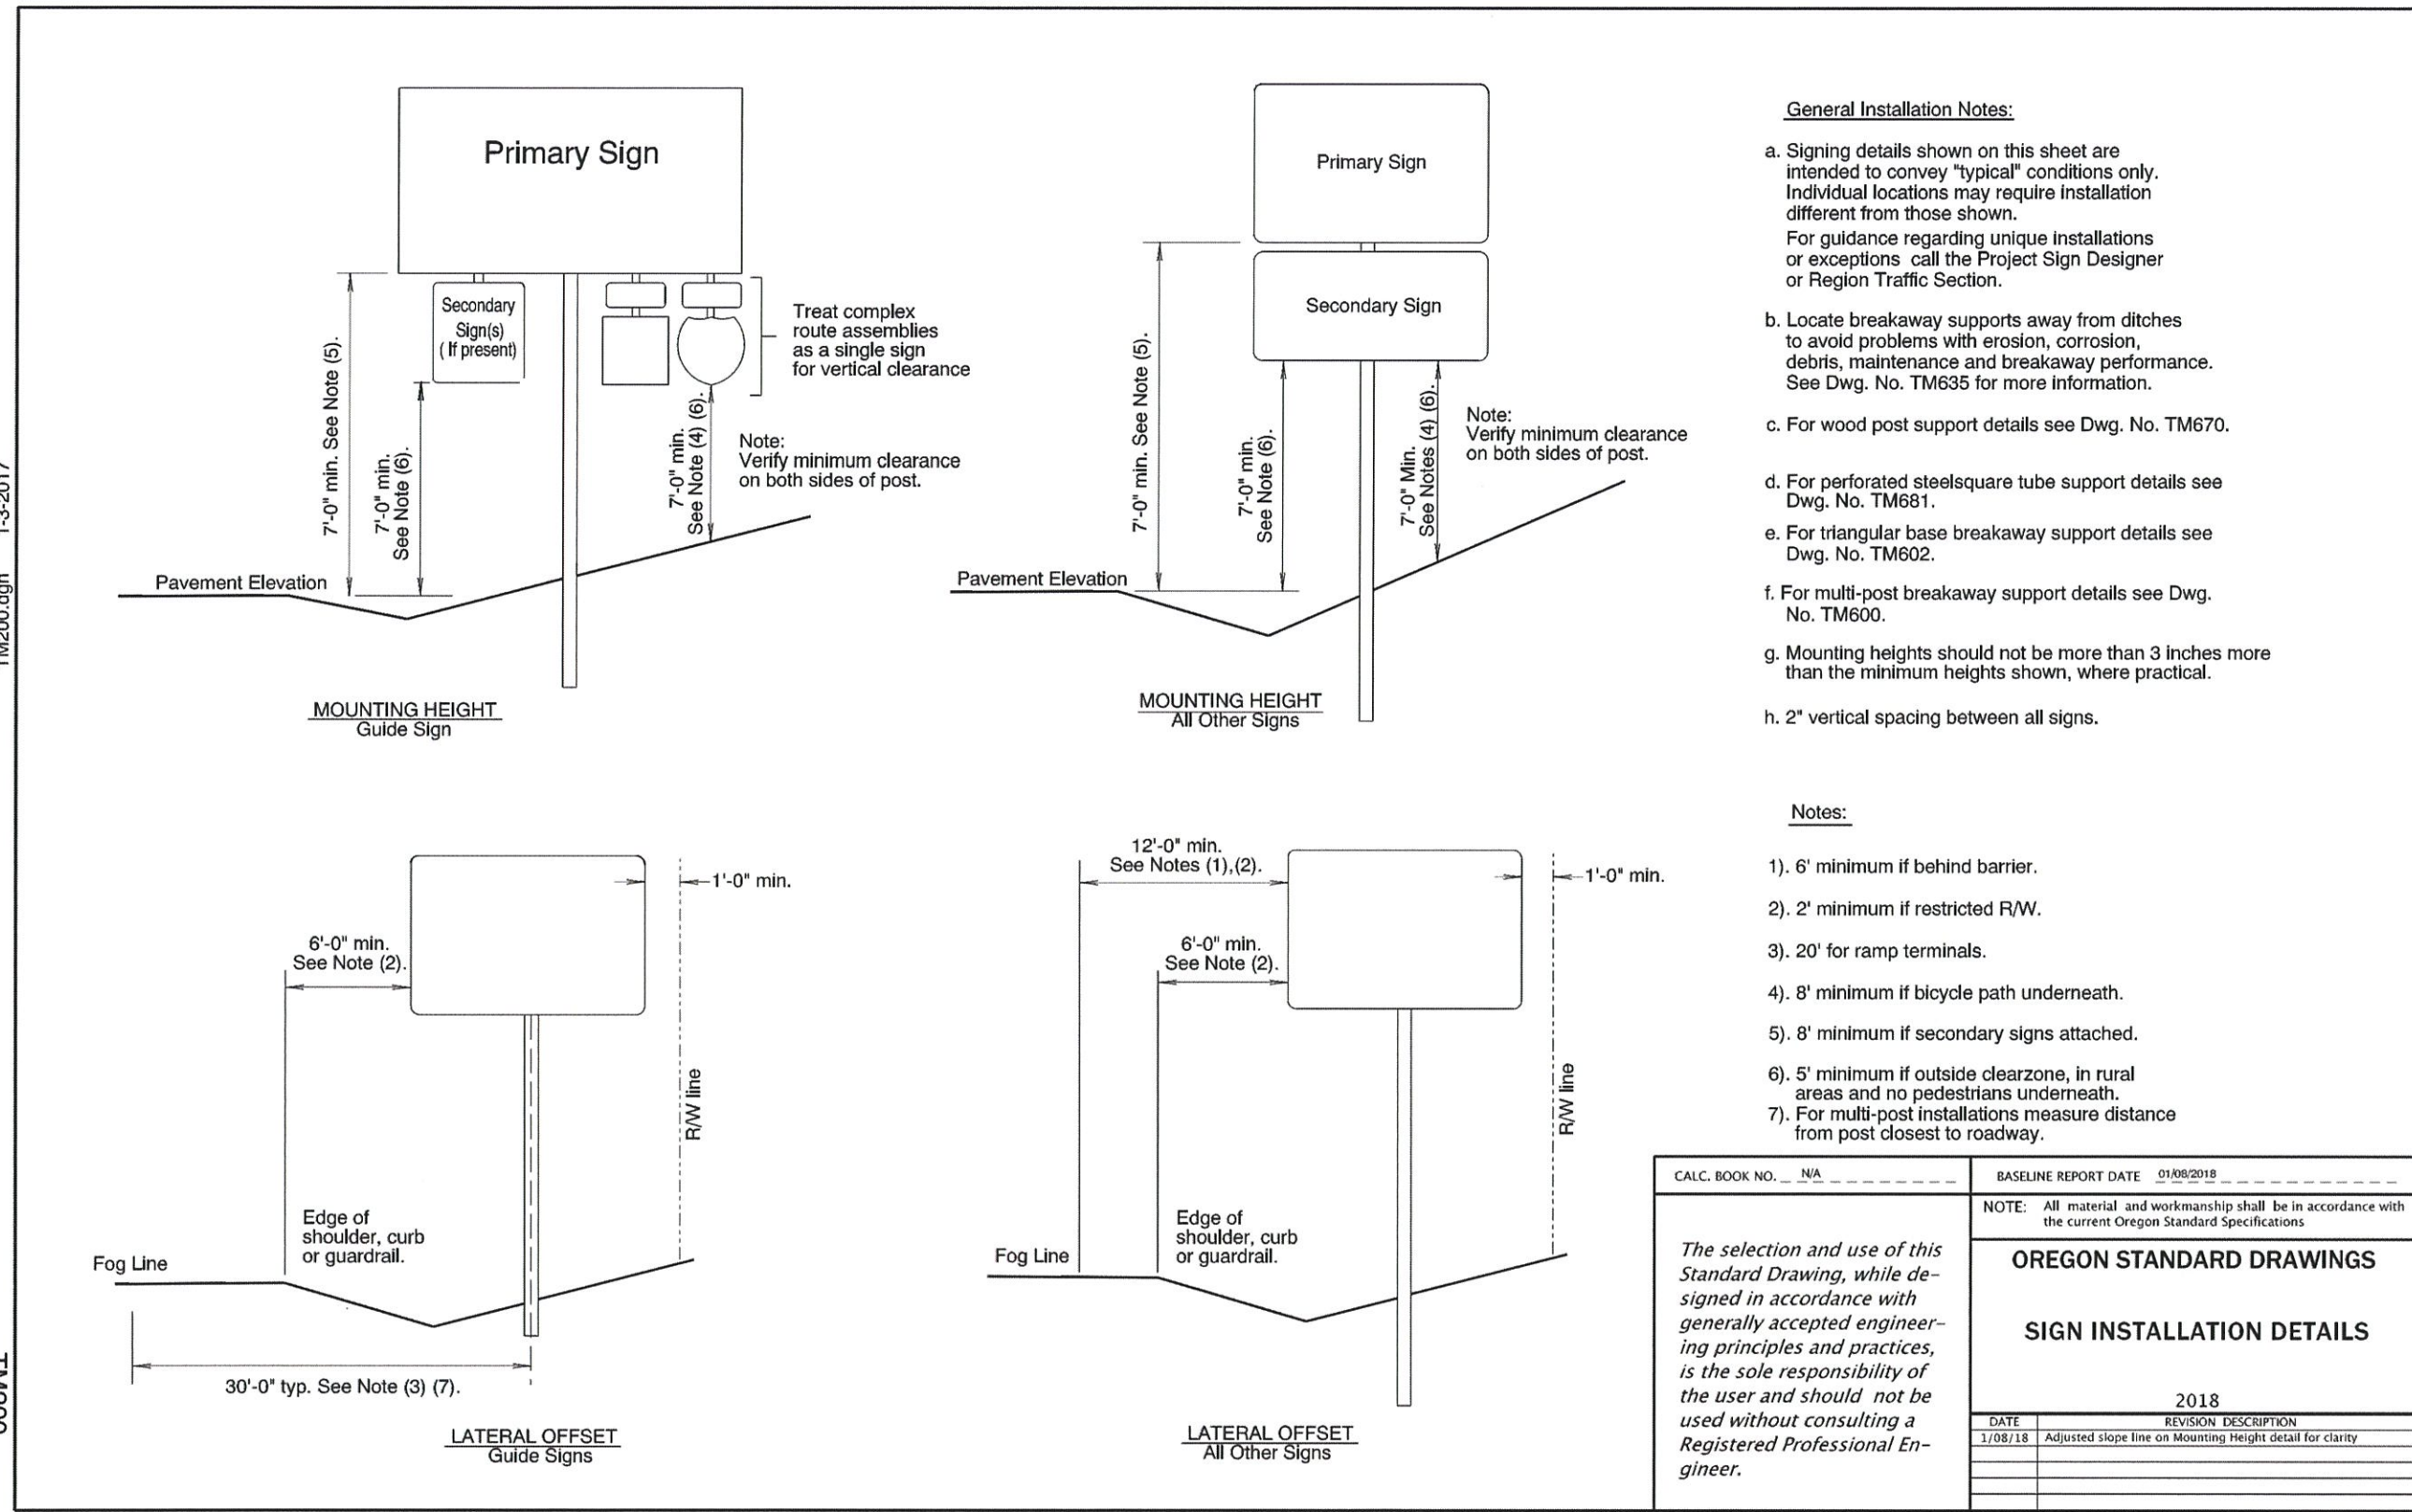 Primary Sign
Secondary
Sign(s)
( If present)
Treat complex
route assemblies
as a single sign
for vertical clearance
7'-0" min. See Note (5).
7'-0" min.
See Note (6).
7'-0" min.
See Note (4) (6).
Note:
Verify minimum clearance
on both sides of post.
Pavement Elevation
MOUNTING HEIGHT
Guide Sign
Primary Sign
Secondary Sign
7'-0" min. See Note (5).
7'-0" min.
See Note (6).
7'-0" Min.
See Notes (4) (6).
Note:
Verify minimum clearance
on both sides of post.
Pavement Elevation
MOUNTING HEIGHT
All Other Signs
General Installation Notes:
a. Signing details shown on this sheet are
intended to convey "typical" conditions only.
Individual locations may require installation
different from those shown.
For guidance regarding unique installations
or exceptions call the Project Sign Designer
or Region Traffic Section.
b. Locate breakaway supports away from ditches
to avoid problems with erosion, corrosion,
debris, maintenance and breakaway performance.
See Dwg. No. TM635 for more information.
c. For wood post support details see Dwg. No. TM670.
d. For perforated steelsquare tube support details see
Dwg. No. TM681.
e. For triangular base breakaway support details see
Dwg. No. TM602.
f. For multi-post breakaway support details see Dwg.
No. TM600.
g. Mounting heights should not be more than 3 inches more
than the minimum heights shown, where practical.
h. 2" vertical spacing between all signs.
1'-0" min.
6'-0" min.
See Note (2).
R/W line
Edge of
shoulder, curb
or guardrail.
Fog Line
30'-0" typ. See Note (3) (7).
LATERAL OFFSET
Guide Signs
12'-0" min.
See Notes (1),(2).
1'-0" min.
6'-0" min.
See Note (2).
R/W line
Edge of
shoulder, curb
or guardrail.
Fog Line
LATERAL OFFSET
All Other Signs
Notes:
1). 6' minimum if behind barrier.
2). 2' minimum if restricted R/W.
3). 20' for ramp terminals.
4). 8' minimum if bicycle path underneath.
5). 8' minimum if secondary signs attached.
6). 5' minimum if outside clearzone, in rural
areas and no pedestrians underneath.
7). For multi-post installations measure distance
from post closest to roadway.
CALC. BOOK NO. N/A
BASELINE REPORT DATE 01/08/2018
NOTE: All material and workmanship shall be in accordance with
the current Oregon Standard Specifications
The selection and use of this
Standard Drawing, while de-
signed in accordance with
generally accepted engineer-
ing principles and practices,
is the sole responsibility of
the user and should not be
used without consulting a
Registered Professional En-
gineer.
OREGON STANDARD DRAWINGS
SIGN INSTALLATION DETAILS
2018
DATE REVISION DESCRIPTION
1/08/18 Adjusted slope line on Mounting Height detail for clarity